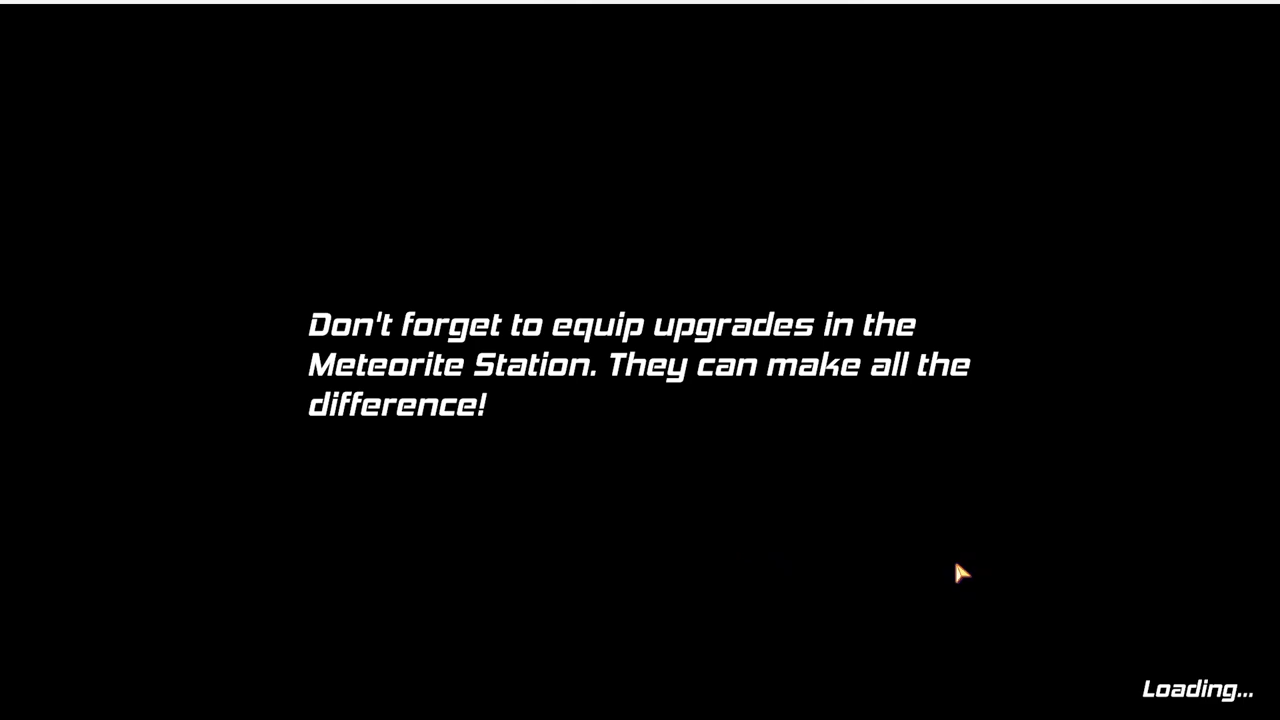 Don't forget to equip upgrades in the
Meteorite Station. They can make all the
difference!
Loading...